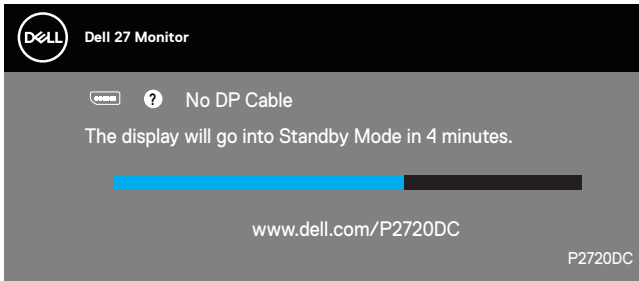 DELL
Dell 27 Monitor
? No DP Cable
The display will go into Standby Mode in 4 minutes.
www.dell.com/P2720DC
P2720DC